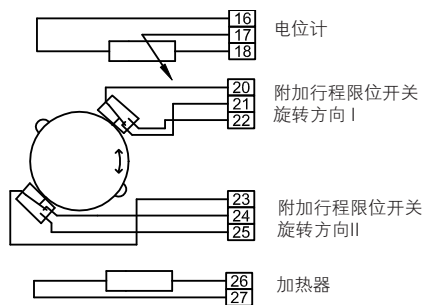 16
17 电位计
18
20
21 附加行程限位开关
22 旋转方向 I
23
24 附加行程限位开关
25 旋转方向II
26 加热器
27